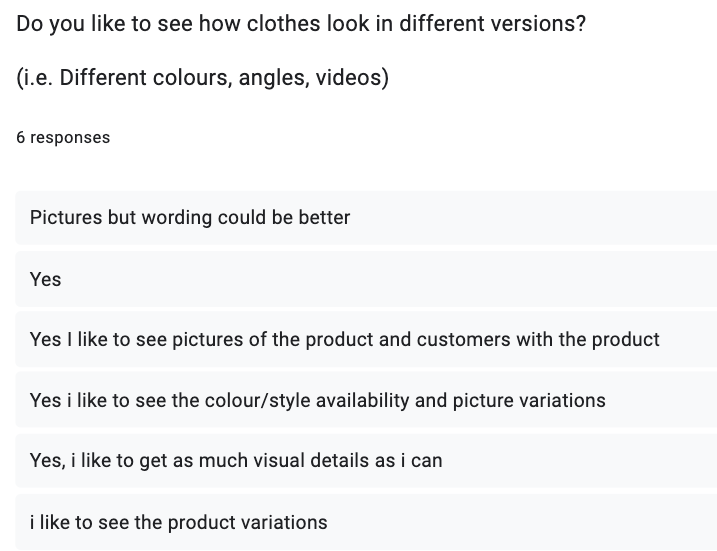 Do you like to see how clothes look in different versions?
(i.e. Different colours, angles, videos)
6 responses
Pictures but wording could be better
Yes
Yes I like to see pictures of the product and customers with the product
Yes i like to see the colour/style availability and picture variations
Yes, i like to get as much visual details as i can
i like to see the product variations